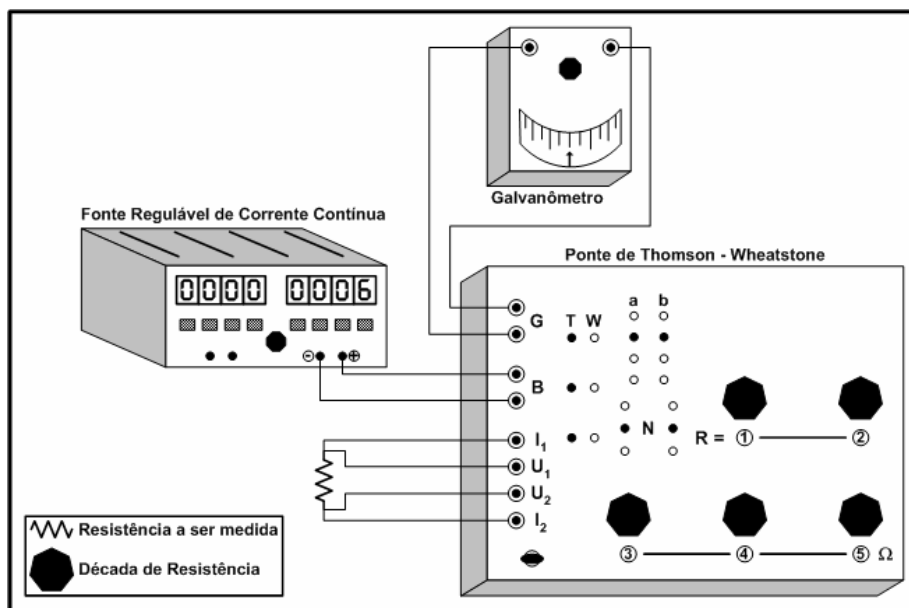 Galvanômetro
Fonte Regulável de Corrente Contínua
0000 0006
Ponte de Thomson - Wheatstone
G T W a b
B
N
I1
U1
U2
I2
R = 1 2
3 4 5 Ω
Resistência a ser medida
Década de Resistência